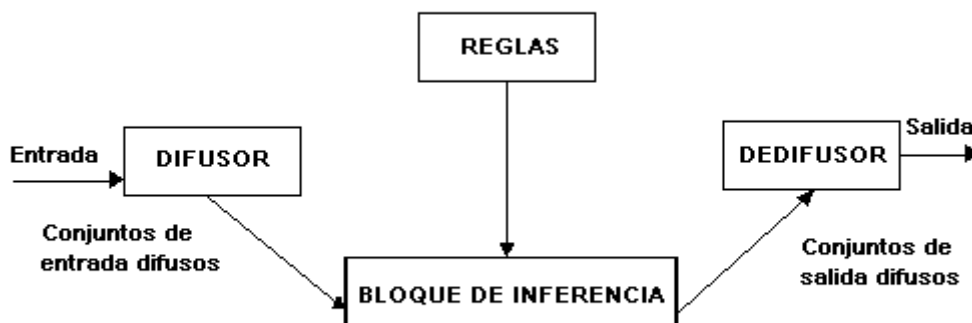 REGLAS
Entrada
DIFUSOR
DEDIFUSOR
Salida
Conjuntos de
entrada difusos
BLOQUE DE INFERENCIA
Conjuntos de
salida difusos